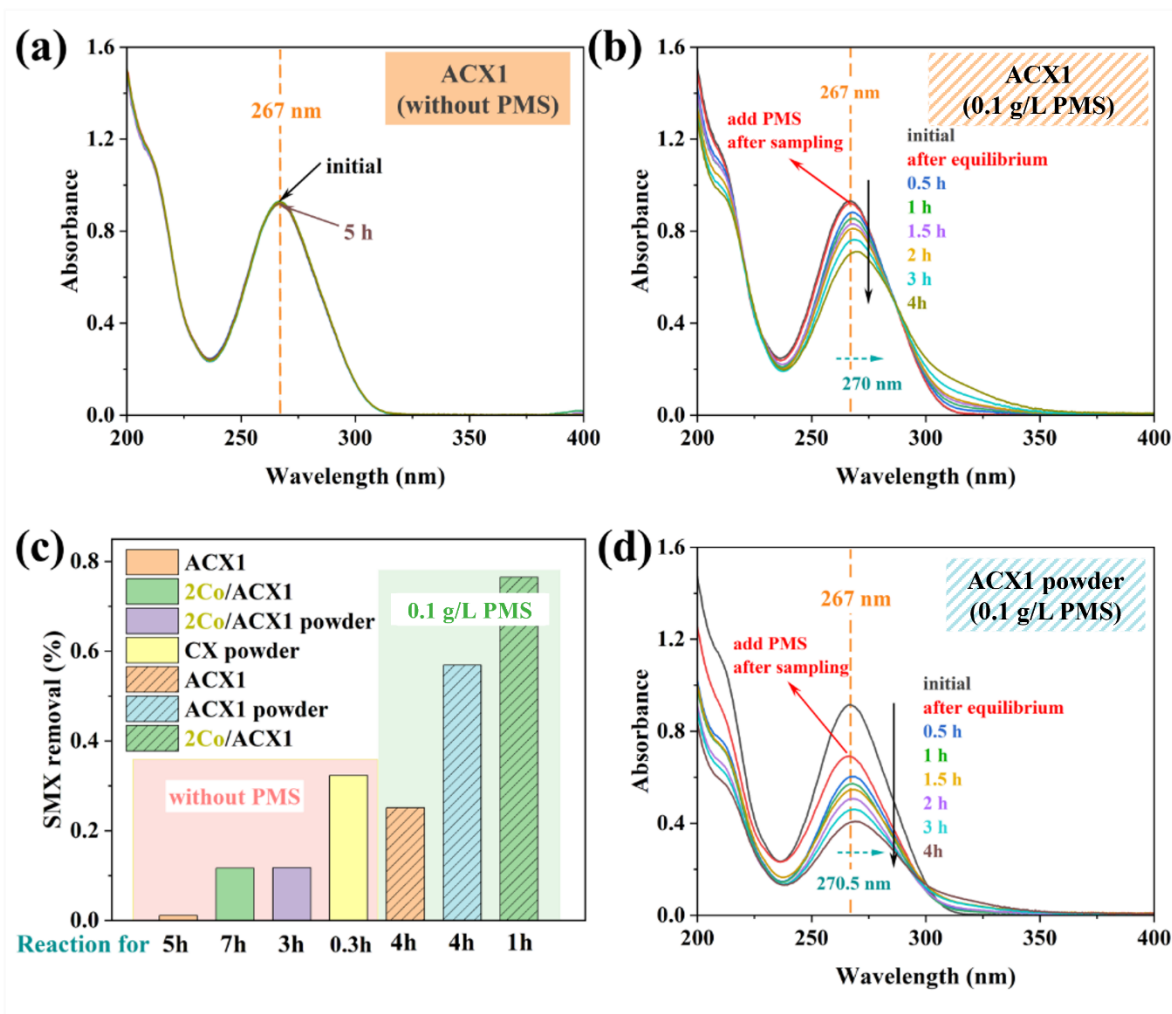 (a)
1.6
1.2
0.8
0.4
0.0
Absorbance
ACX1
(without PMS)
267 nm
initial
5 h
200
250
300
350
400
Wavelength (nm)
(b)
1.6
1.2
0.8
0.4
0.0
Absorbance
ACX1
(0.1 g/L PMS)
267 nm
add PMS
after sampling
initial
after equilibrium
0.5 h
1 h
1.5 h
2 h
3 h
4h
270 nm
200
250
300
350
400
Wavelength (nm)
(c)
0.8
0.6
0.4
0.2
0.0
SMX removal (%)
ACX1
2Co/ACX1
2Co/ACX1 powder
CX powder
ACX1
ACX1 powder
2Co/ACX1
0.1 g/L PMS
without PMS
Reaction for
5h
7h
3h
0.3h
4h
4h
1h
(d)
1.6
1.2
0.8
0.4
0.0
Absorbance
ACX1 powder
(0.1 g/L PMS)
267 nm
add PMS
after sampling
initial
after equilibrium
0.5 h
1 h
1.5 h
2 h
3 h
4h
270.5 nm
200
250
300
350
400
Wavelength (nm)